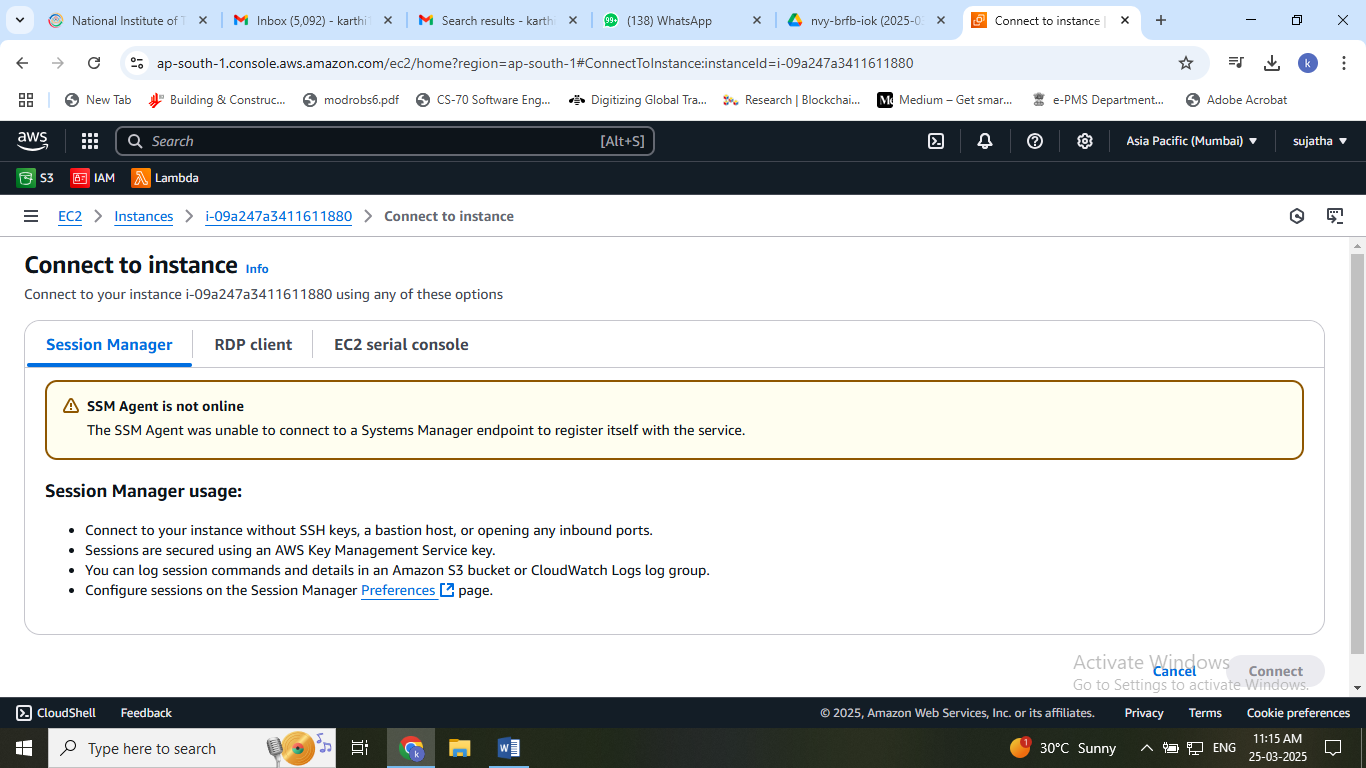 National Institute of T
Inbox (5,092) - karthi
Search results - karthi
99+
(138) WhatsApp
nvy-brfb-iok (2025-0
Connect to instance |
ap-south-1.console.aws.amazon.com/ec2/home?region=ap-south-1#ConnectToInstance:instanceId=i-09a247a3411611880
k
New Tab
Building & Construc...
modrobs6.pdf
CS-70 Software Eng...
Digitizing Global Tra...
Research | Blockchai...
Medium – Get smar...
e-PMS Department...
Adobe Acrobat
aws
Search
[Alt+S]
Asia Pacific (Mumbai)
sujatha
S3
IAM
Lambda
EC2
Instances
i-09a247a3411611880
Connect to instance
Connect to instance Info
Connect to your instance i-09a247a3411611880 using any of these options
Session Manager
RDP client
EC2 serial console
SSM Agent is not online
The SSM Agent was unable to connect to a Systems Manager endpoint to register itself with the service.
Session Manager usage:
• Connect to your instance without SSH keys, a bastion host, or opening any inbound ports.
• Sessions are secured using an AWS Key Management Service key.
• You can log session commands and details in an Amazon S3 bucket or CloudWatch Logs log group.
• Configure sessions on the Session Manager Preferences page.
Activate Windows
Go to Settings to activate Windows.
Cancel
Connect
CloudShell
Feedback
© 2025, Amazon Web Services, Inc. or its affiliates.
Privacy
Terms
Cookie preferences
Type here to search
1
30°C Sunny
ENG
11:15 AM
25-03-2025